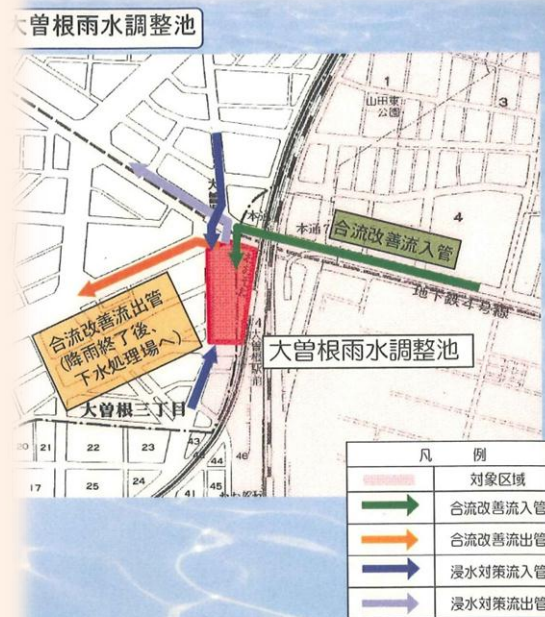 大曽根雨水調整池
1
3
山田東
公園
4
本通
合流改善流入管
地下鉄4号線
合流改善流出管
(降雨終了後、
下水処理場へ)
大曽根雨水調整池
大曽根三丁目
20 21 22 23 43
44 46
17 25 24 41 45
凡 例
対象区域
合流改善流入管
合流改善流出管
浸水対策流入管
浸水対策流出管